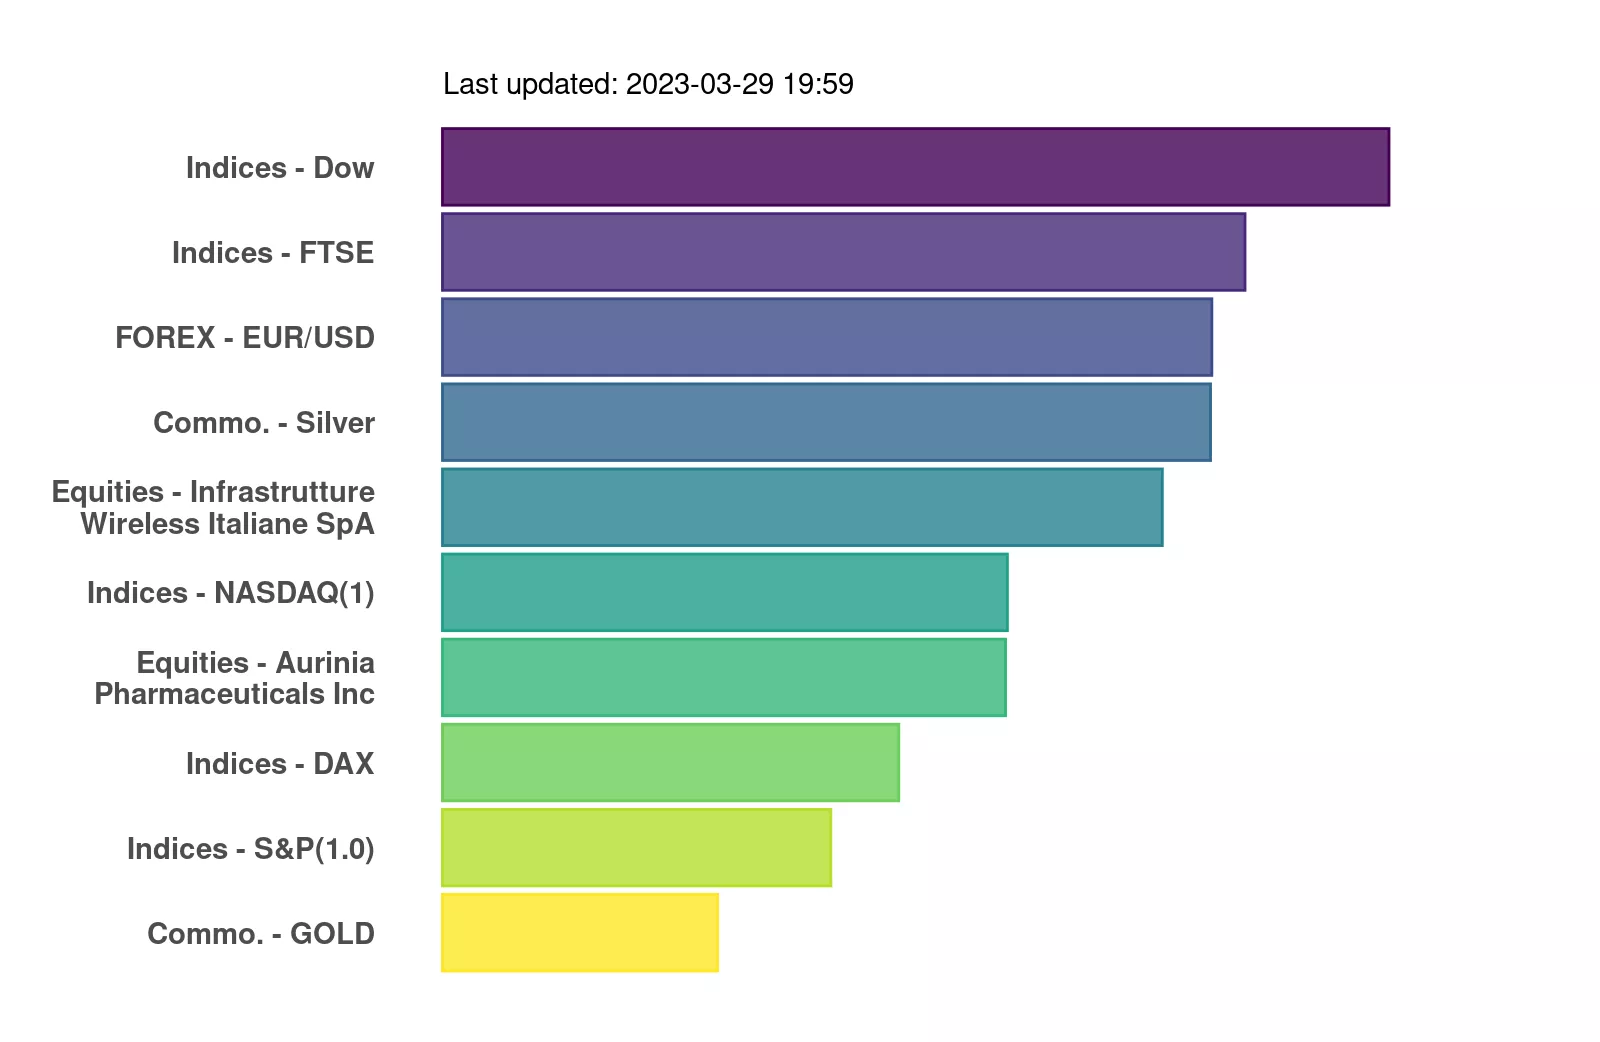 Last updated: 2023-03-29 19:59
Indices - Dow
Indices - FTSE
FOREX - EUR/USD
Commo. - Silver
Equities - Infrastrutture
Wireless Italiane SpA
Indices - NASDAQ(1)
Equities - Aurinia
Pharmaceuticals Inc
Indices - DAX
Indices - S&P(1.0)
Commo. - GOLD